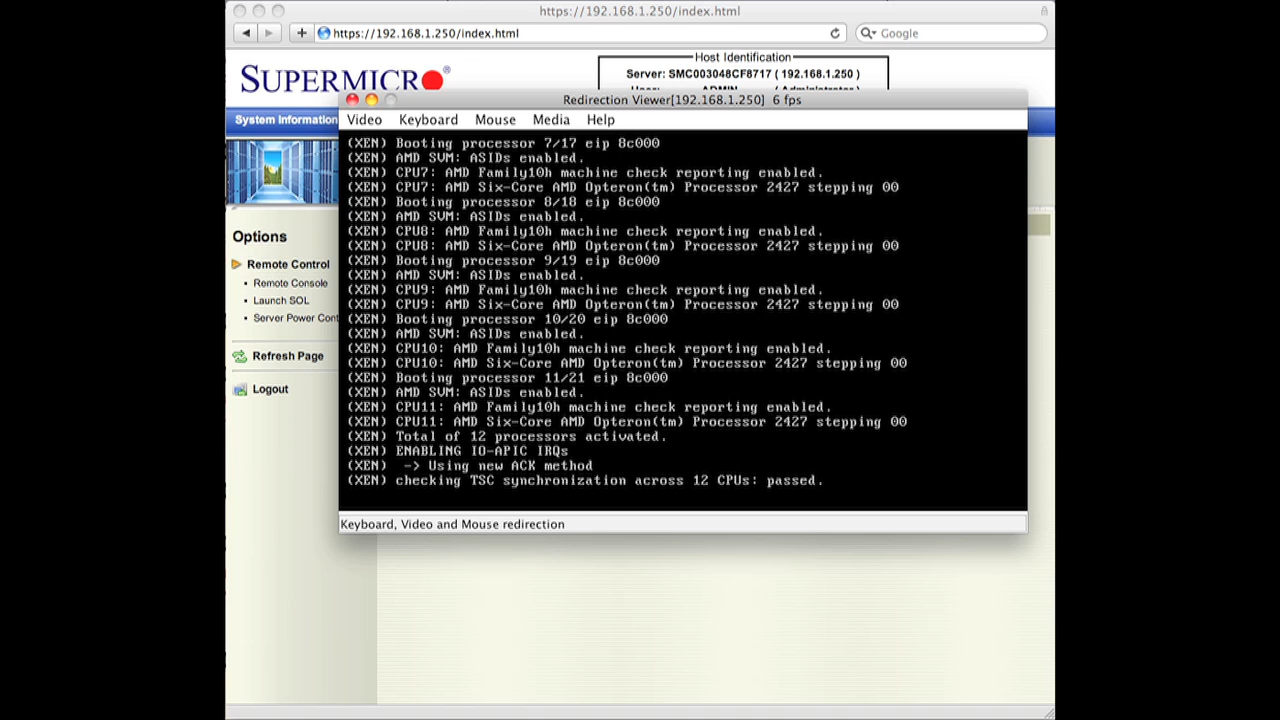 https://192.168.1.250/index.html
https://192.168.1.250/index.html
Google
SUPERMICRO®
Host Identification
Server: SMC003048CF8717 ( 192.168.1.250 )
User: ADMIN ( Administrator )
Redirection Viewer[192.168.1.250] 6 fps
System Information
Video Keyboard Mouse Media Help
(XEN) Booting processor 7/17 eip 8c000
(XEN) AMD SVM: ASIDs enabled.
(XEN) CPU7: AMD Family10h machine check reporting enabled.
(XEN) CPU7: AMD Six-Core AMD Opteron(tm) Processor 2427 stepping 00
(XEN) Booting processor 8/18 eip 8c000
(XEN) AMD SVM: ASIDs enabled.
(XEN) CPU8: AMD Family10h machine check reporting enabled.
(XEN) CPU8: AMD Six-Core AMD Opteron(tm) Processor 2427 stepping 00
(XEN) Booting processor 9/19 eip 8c000
(XEN) AMD SVM: ASIDs enabled.
(XEN) CPU9: AMD Family10h machine check reporting enabled.
(XEN) CPU9: AMD Six-Core AMD Opteron(tm) Processor 2427 stepping 00
(XEN) Booting processor 10/20 eip 8c000
(XEN) AMD SVM: ASIDs enabled.
(XEN) CPU10: AMD Family10h machine check reporting enabled.
(XEN) CPU10: AMD Six-Core AMD Opteron(tm) Processor 2427 stepping 00
(XEN) Booting processor 11/21 eip 8c000
(XEN) AMD SVM: ASIDs enabled.
(XEN) CPU11: AMD Family10h machine check reporting enabled.
(XEN) CPU11: AMD Six-Core AMD Opteron(tm) Processor 2427 stepping 00
(XEN) Total of 12 processors activated.
(XEN) ENABLING IO-APIC IRQs
(XEN)  -> Using new ACK method
(XEN) checking TSC synchronization across 12 CPUs: passed.
Keyboard, Video and Mouse redirection
Options
Remote Control
Remote Console
Launch SOL
Server Power Cont
Refresh Page
Logout